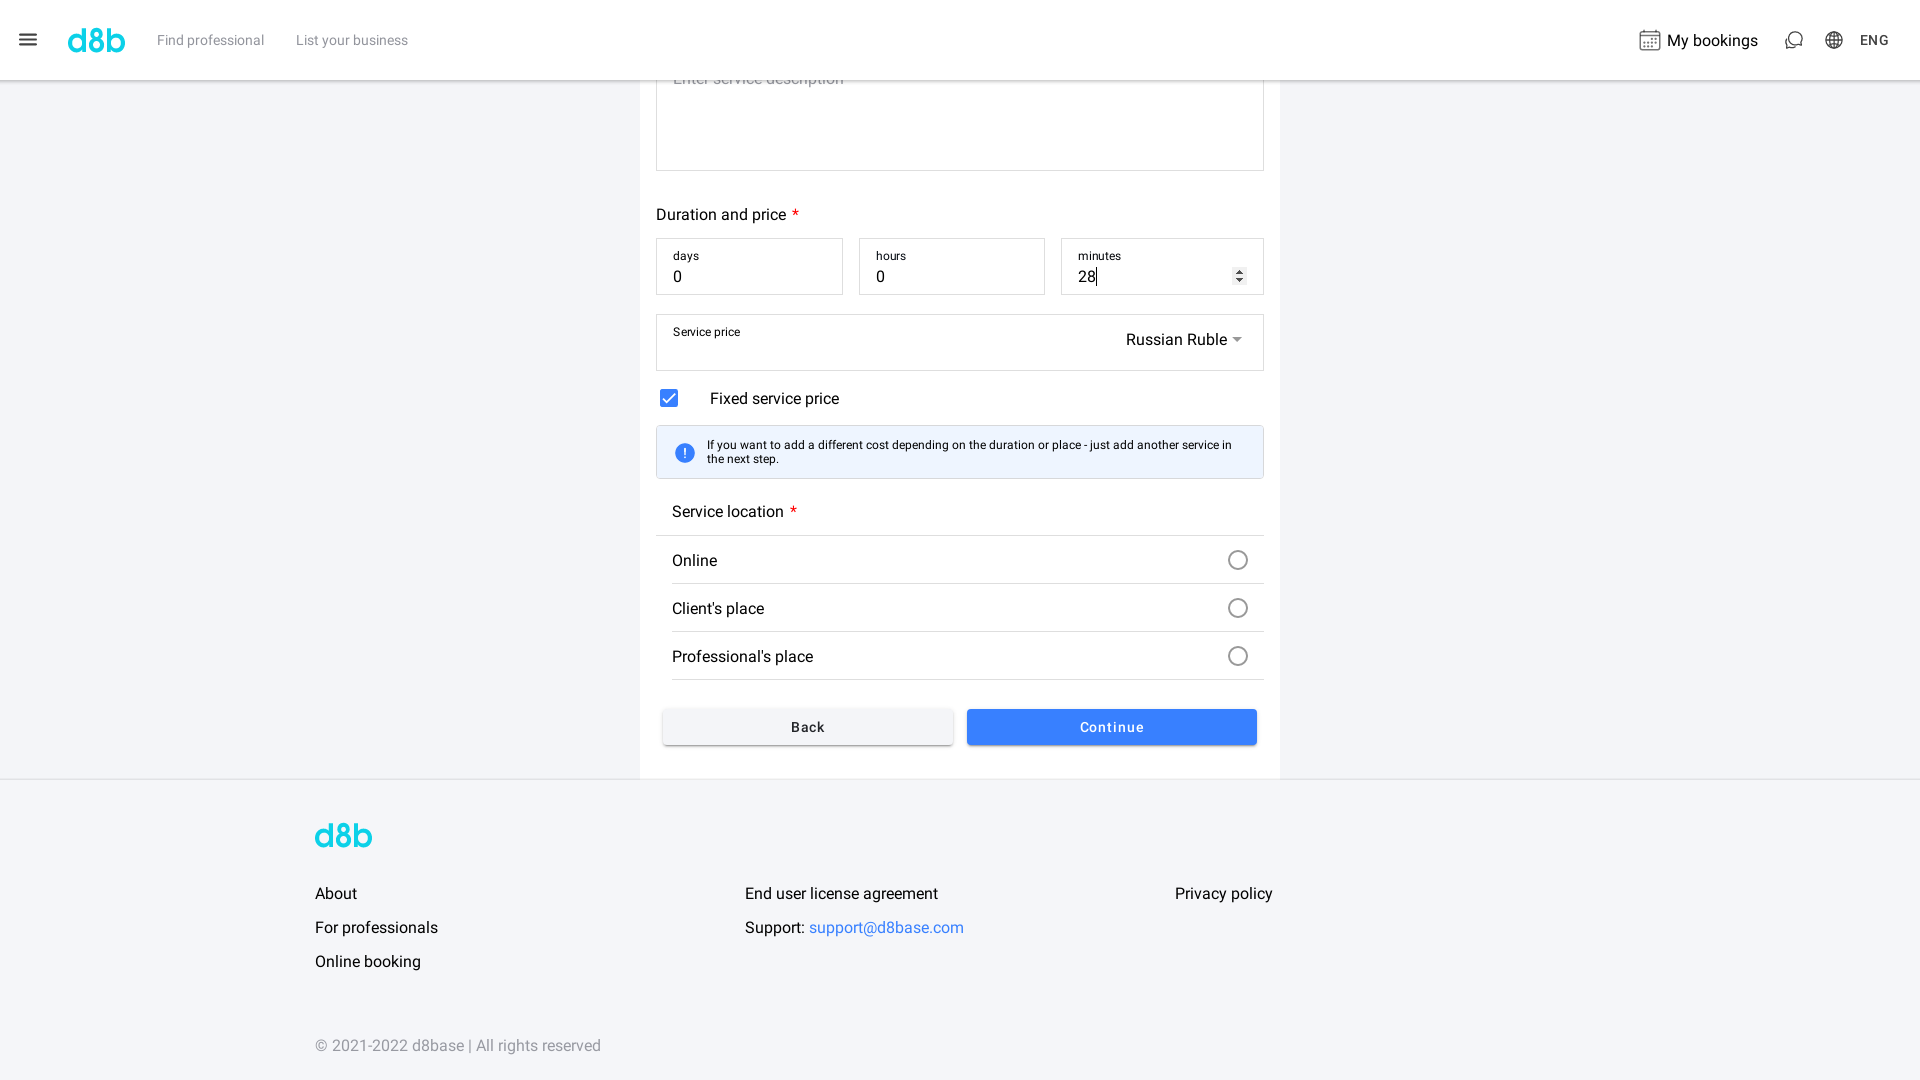 d8b
Find professional
List your business
My bookings
ENG
Enter service description
Duration and price *
days
0
hours
0
minutes
28
Service price
Russian Ruble
Fixed service price
If you want to add a different cost depending on the duration or place - just add another service in
the next step.
Service location *
Online
Client's place
Professional's place
Back
Continue
d8b
About
For professionals
Online booking
End user license agreement
Support: support@d8base.com
Privacy policy
© 2021-2022 d8base | All rights reserved